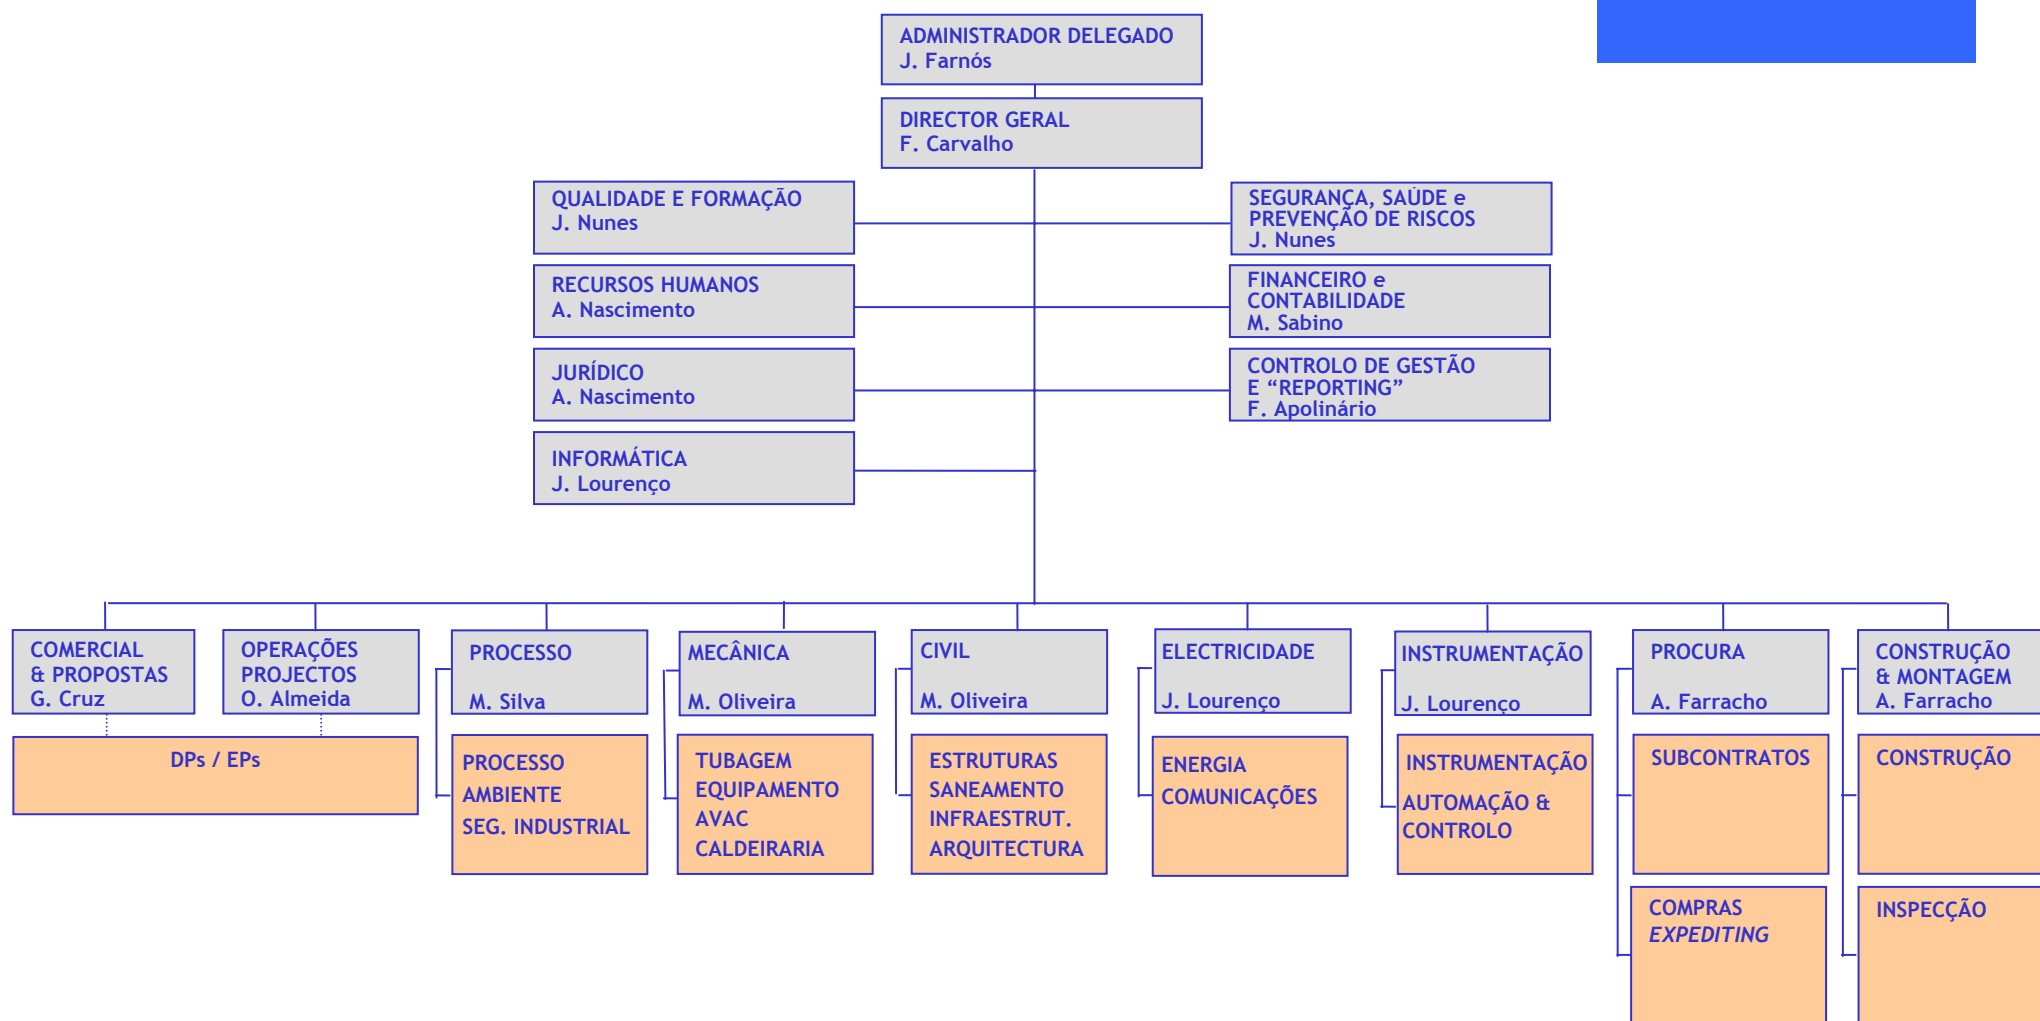 ADMINISTRADOR DELEGADO
J. Farnós
DIRECTOR GERAL
F. Carvalho
QUALIDADE E FORMAÇÃO
J. Nunes
SEGURANÇA, SAÚDE e
PREVENÇÃO DE RISCOS
J. Nunes
RECURSOS HUMANOS
A. Nascimento
FINANCEIRO e
CONTABILIDADE
M. Sabino
JURÍDICO
A. Nascimento
CONTROLO DE GESTÃO
E “REPORTING”
F. Apolinário
INFORMÁTICA
J. Lourenço
COMERCIAL
& PROPOSTAS
G. Cruz
OPERAÇÕES
PROJECTOS
O. Almeida
PROCESSO
M. Silva
MECÂNICA
M. Oliveira
CIVIL
M. Oliveira
ELECTRICIDADE
J. Lourenço
INSTRUMENTAÇÃO
J. Lourenço
PROCURA
A. Farracho
CONSTRUÇÃO
& MONTAGEM
A. Farracho
DPs / EPs
PROCESSO
AMBIENTE
SEG. INDUSTRIAL
TUBAGEM
EQUIPAMENTO
AVAC
CALDEIRARIA
ESTRUTURAS
SANEAMENTO
INFRAESTRUT.
ARQUITECTURA
ENERGIA
COMUNICAÇÕES
INSTRUMENTAÇÃO
AUTOMAÇÃO &
CONTROLO
SUBCONTRATOS
CONSTRUÇÃO
COMPRAS
EXPEDITING
INSPECÇÃO